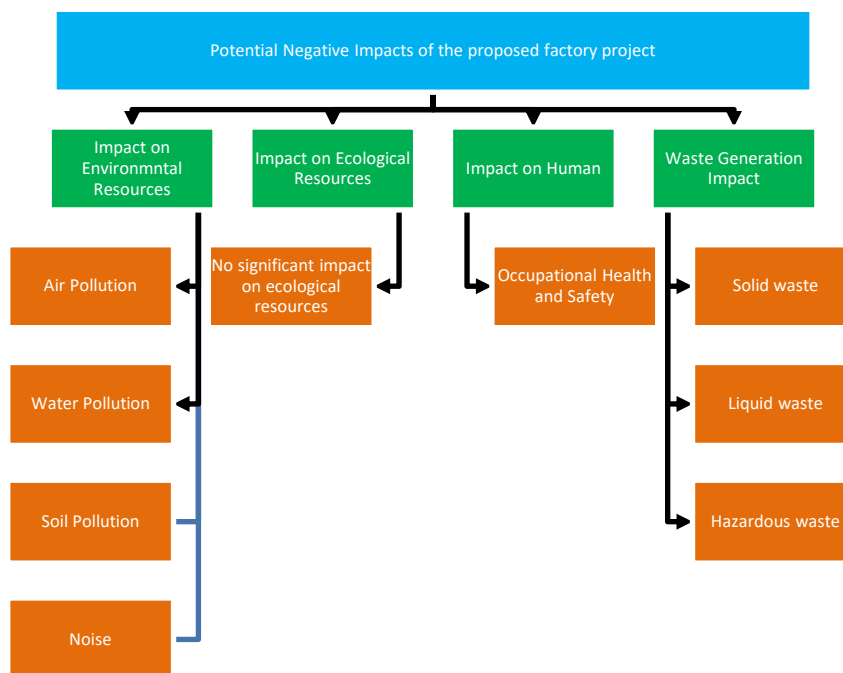 Potential Negative Impacts of the proposed factory project
Impact on
Environmntal
Resources
Impact on Ecological
Resources
Impact on Human
Waste Generation
Impact
Air Pollution
No significant impact
on ecological
resources
Occupational Health
and Safety
Solid waste
Water Pollution
Liquid waste
Soil Pollution
Hazardous waste
Noise